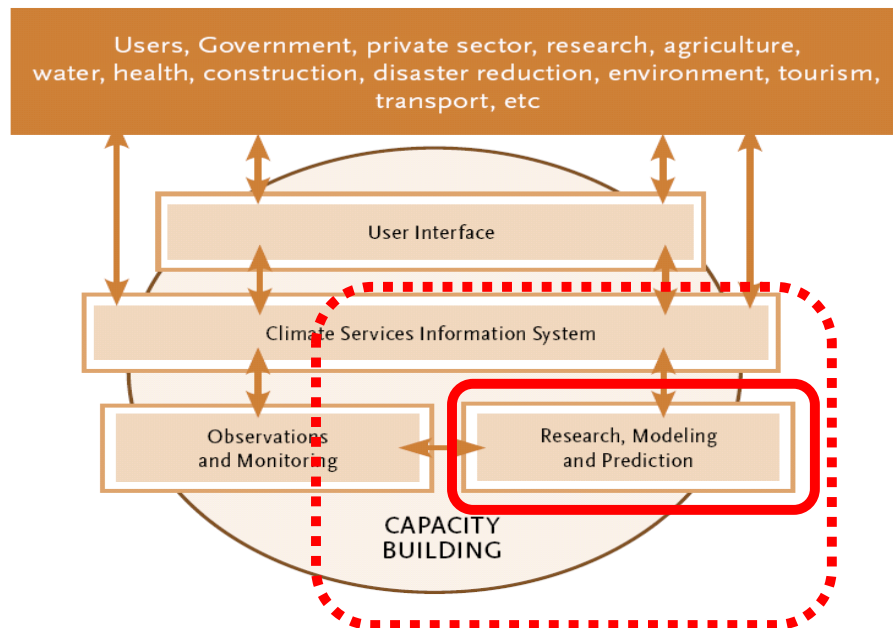 Users, Government, private sector, research, agriculture,
water, health, construction, disaster reduction, environment, tourism,
transport, etc
User Interface
Climate Services Information System
Observations
and Monitoring
Research, Modeling
and Prediction
CAPACITY
BUILDING